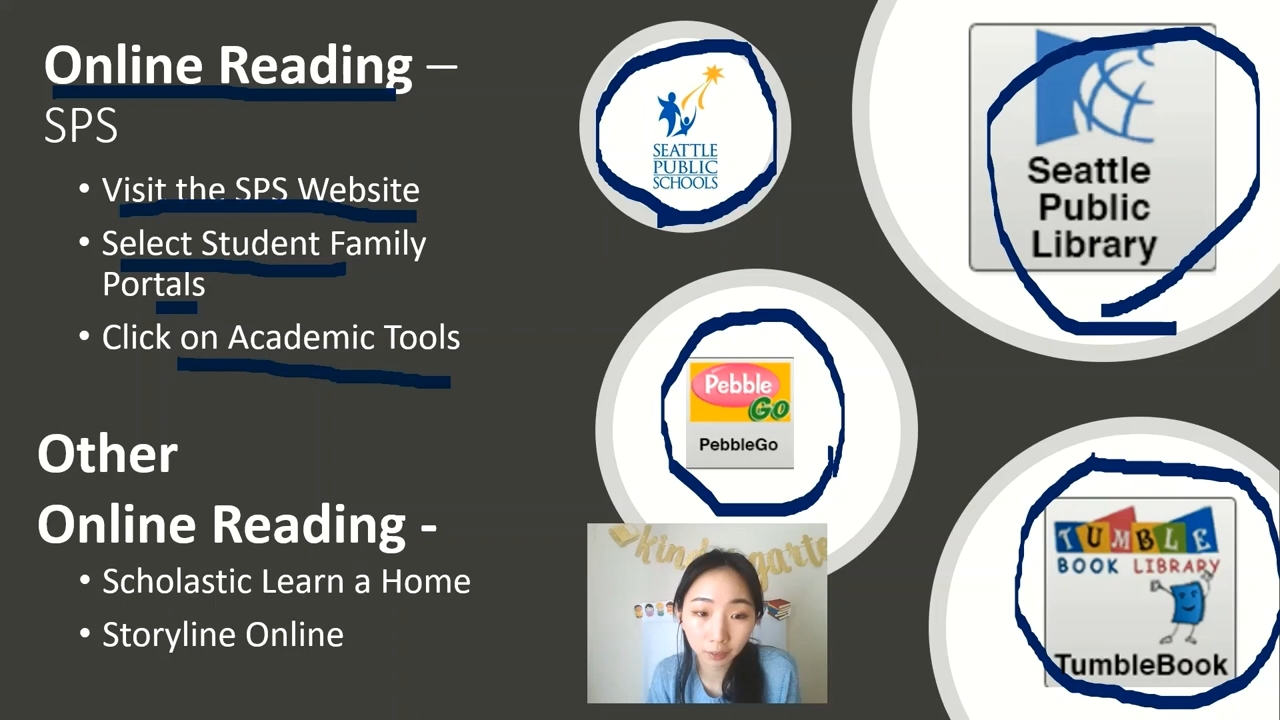 Online Reading –
SPS
• Visit the SPS Website
• Select Student Family
Portals
• Click on Academic Tools
Other
Online Reading -
• Scholastic Learn a Home
• Storyline Online
SEATTLE
PUBLIC
SCHOOLS
Seattle
Public
Library
Pebble
Go
PebbleGo
kindergarte
TUMBLE
BOOK LIBRARY
TumbleBook